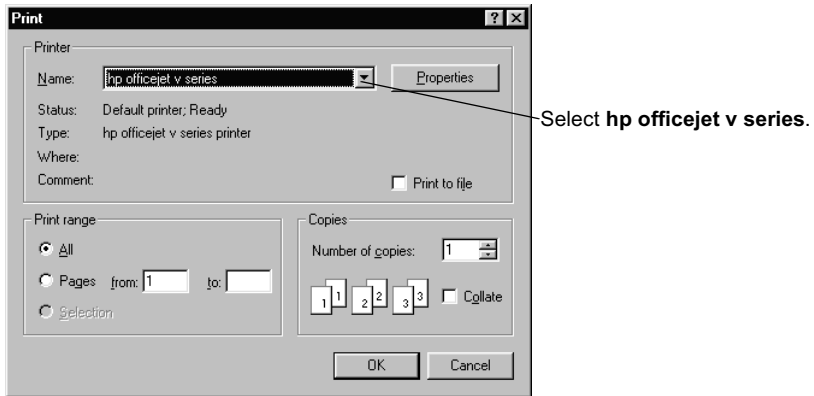 Print
Printer
Name: hp officejet v series Properties
Status: Default printer; Ready
Select hp officejet v series.
Type: hp officejet v series printer
Where:
Comment: Print to file
Print range
All
Pages from: 1 to:
Selection
Copies
Number of copies: 1
1 1 2 2 3 3 Collate
OK Cancel